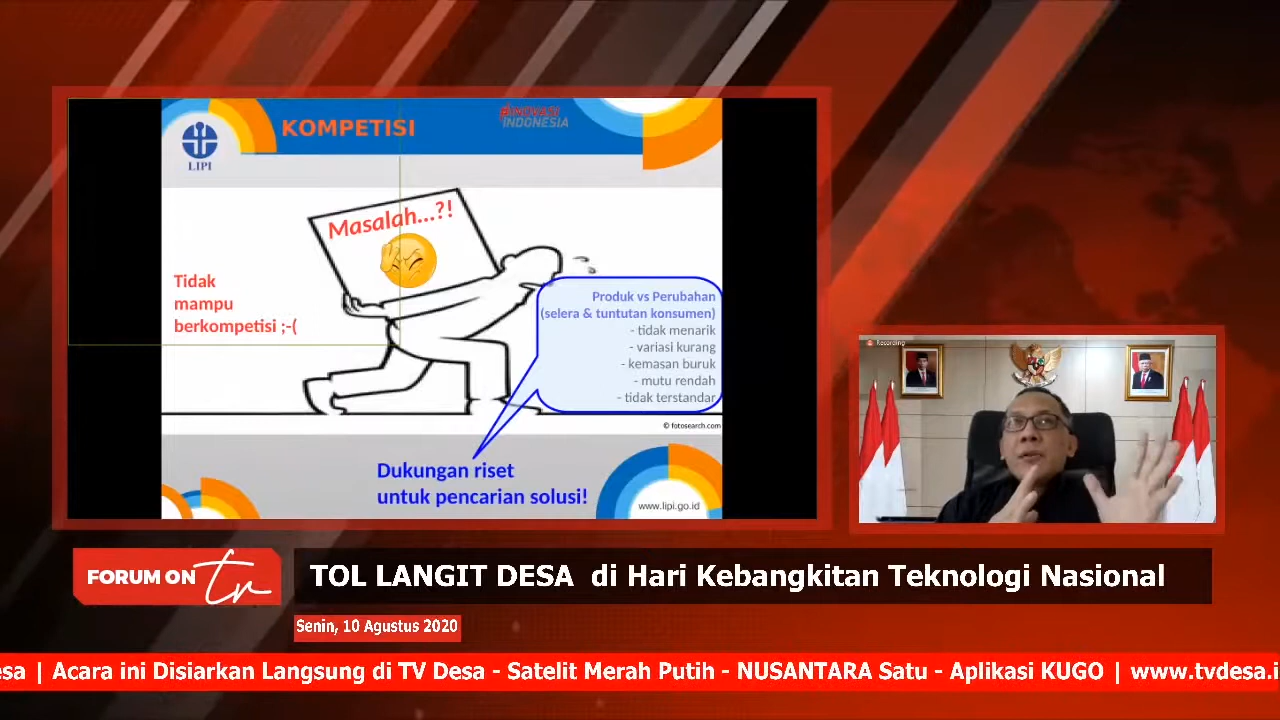 KOMPETISI
#INOVASI
INDONESIA
LIPI
Masalah...?!
Tidak
mampu
berkompetisi ;-(
Produk vs Perubahan
(selera & tuntutan konsumen)
- tidak menarik
- variasi kurang
- kemasan buruk
- mutu rendah
- tidak terstandar
© fotosearch.com
Dukungan riset
untuk pencarian solusi!
www.lipi.go.id
Recording
FORUM ON tr
TOL LANGIT DESA di Hari Kebangkitan Teknologi Nasional
Senin, 10 Agustus 2020
esa | Acara ini Disiarkan Langsung di TV Desa - Satelit Merah Putih - NUSANTARA Satu - Aplikasi KUGO | www.tvdesa.i